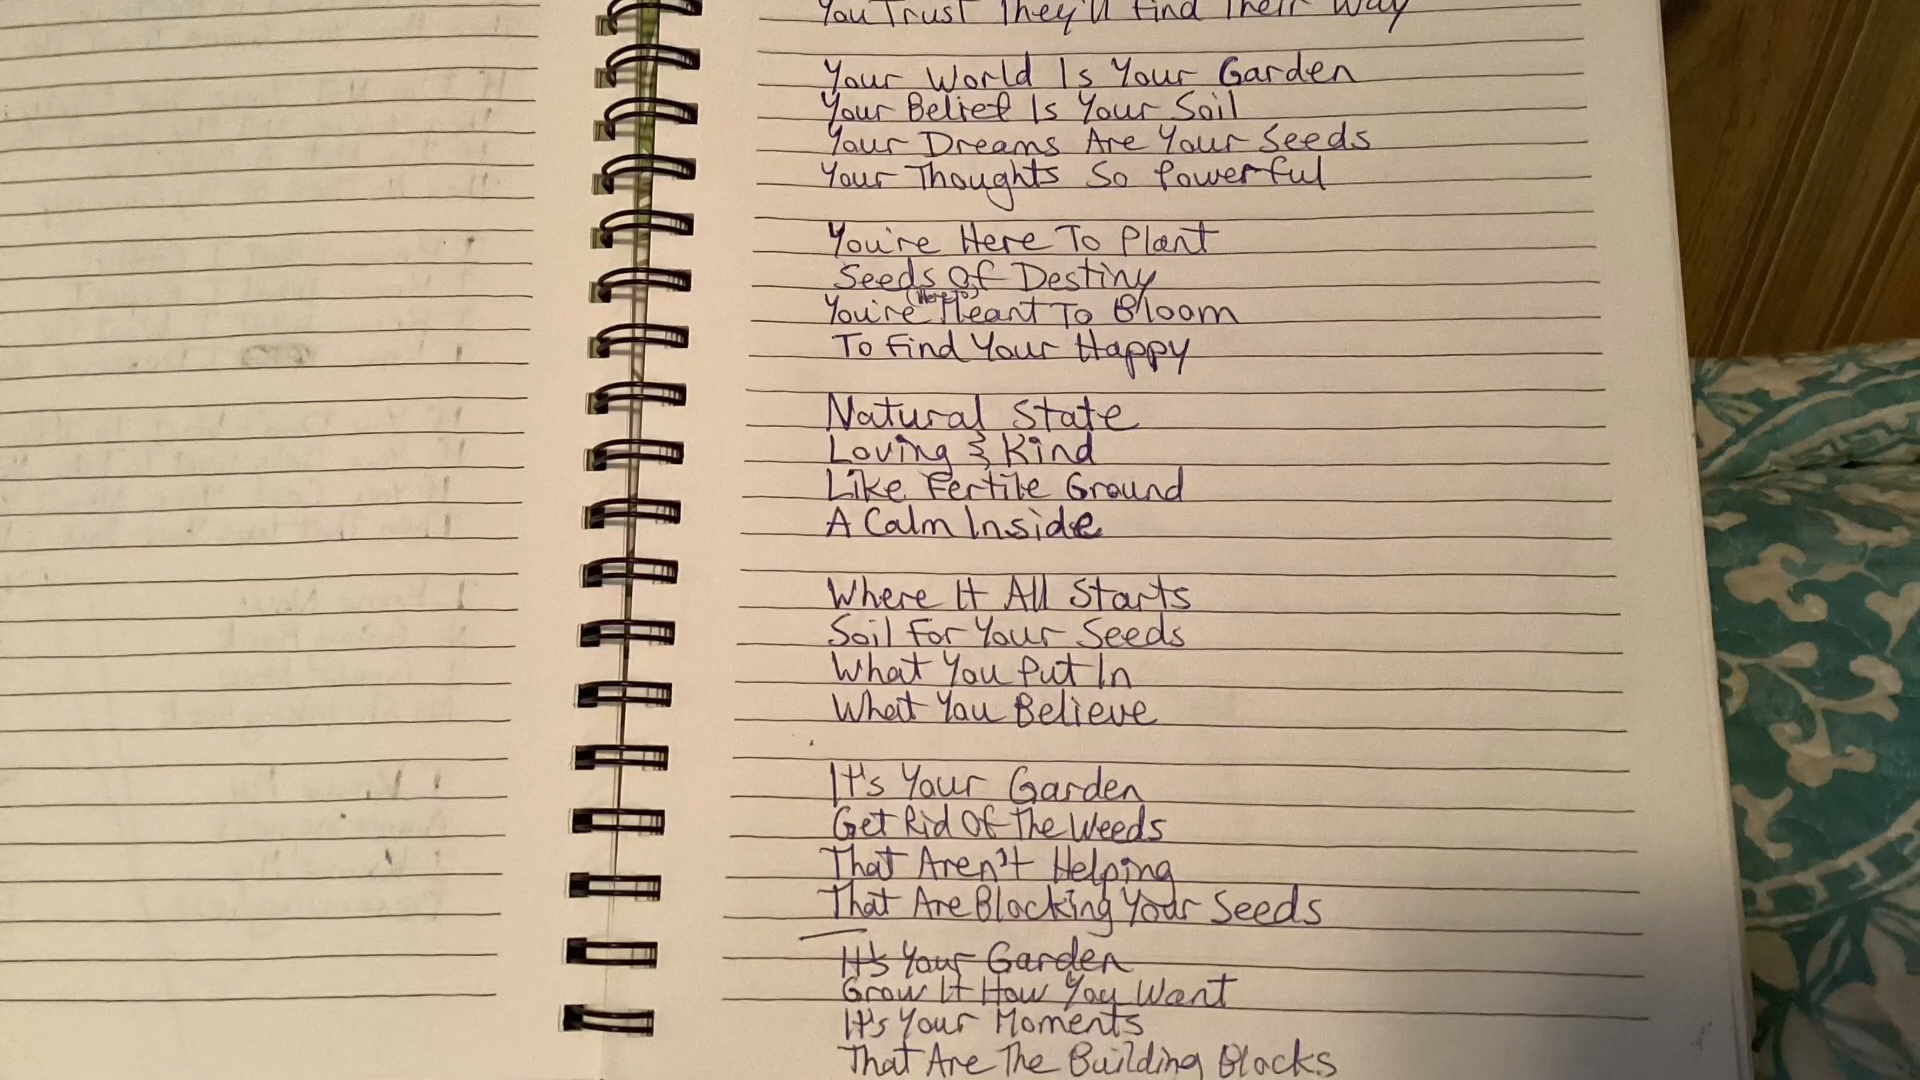 You Trust They'll Find Their Way
Your World Is Your Garden
Your Belief Is Your Soil
Your Dreams Are Your Seeds
Your Thoughts So Powerful
You're Here To Plant
Seeds Of Destiny
(Here To)
You're Meant To Bloom
To Find Your Happy
Natural State
Loving & Kind
Like Fertile Ground
A Calm Inside
Where It All Starts
Soil For Your Seeds
What You Put In
What You Believe
It's Your Garden
Get Rid Of The Weeds
That Aren't Helping
That Are Blocking Your Seeds
It's Your Garden
Grow It How You Want
It's Your Moments
That Are The Building Blocks